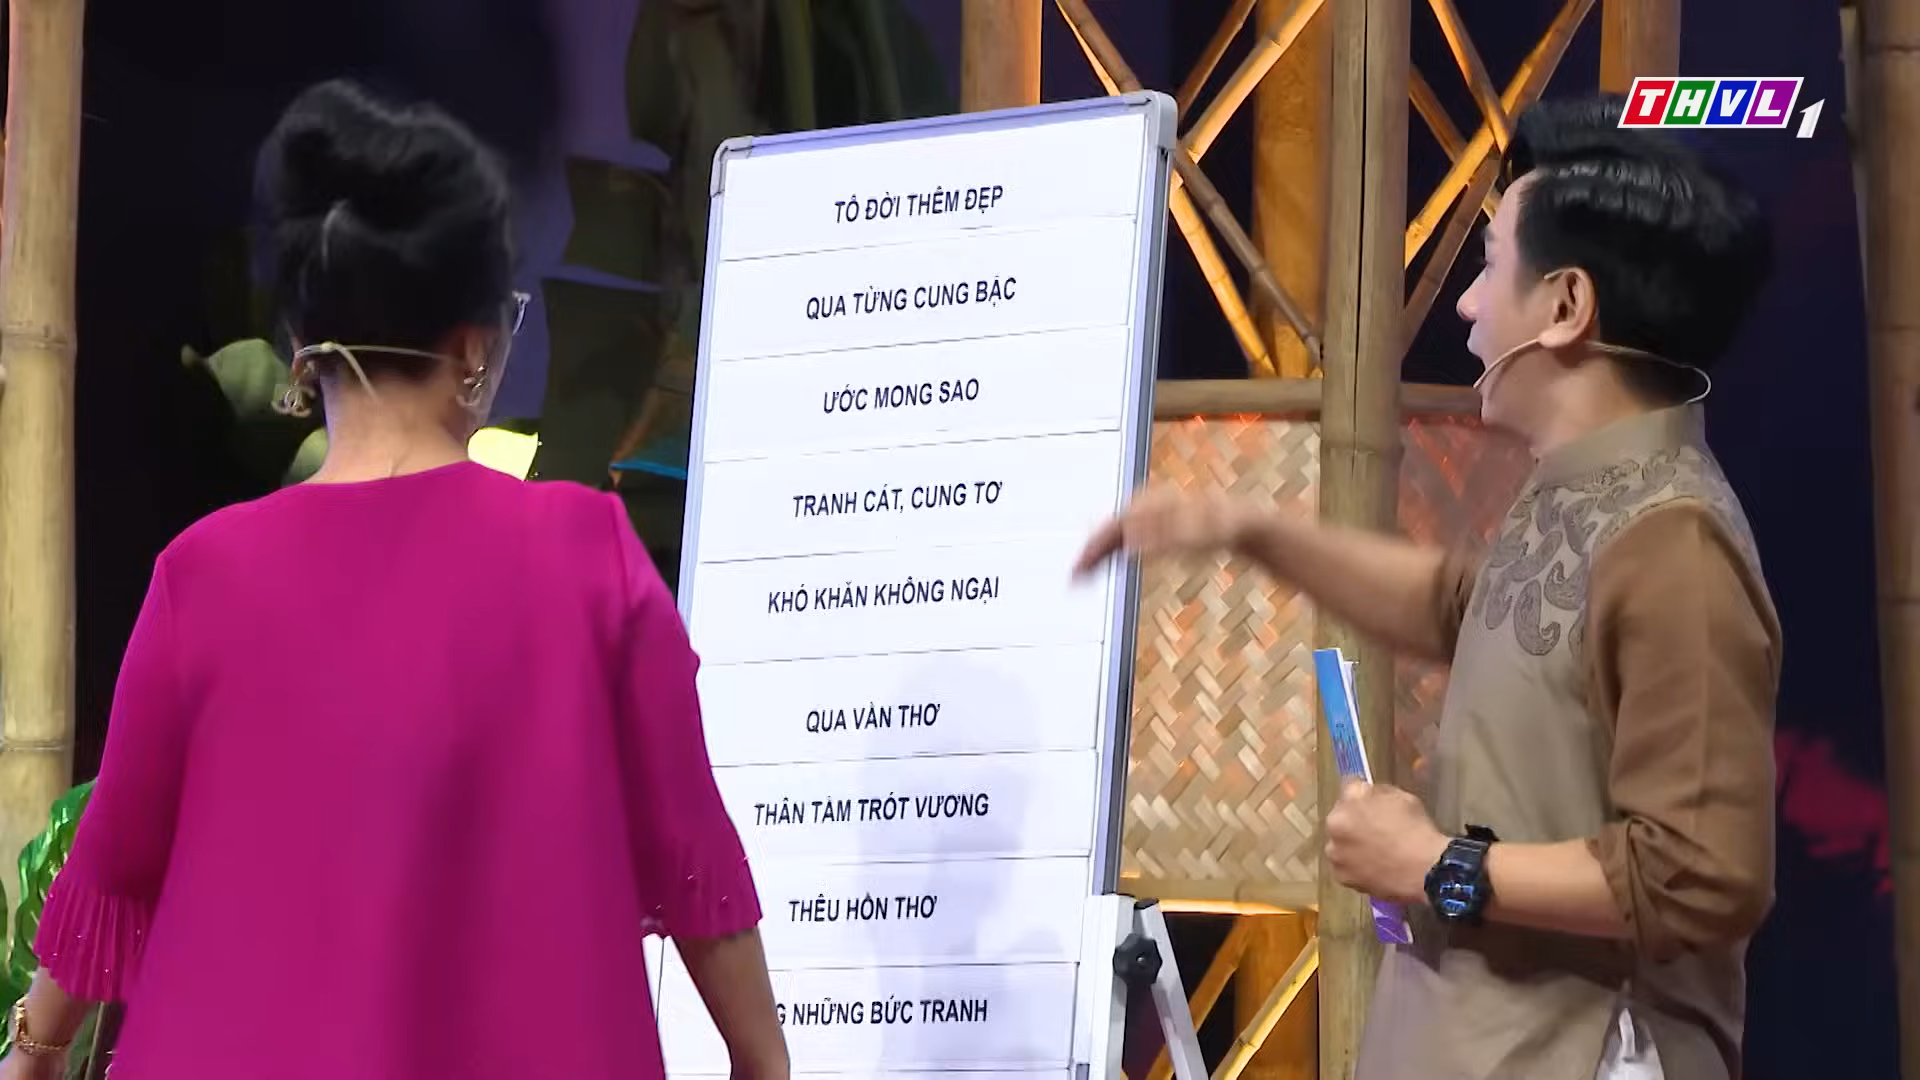 THVL1
TÔ ĐỜI THÊM ĐẸP
QUA TỪNG CUNG BẬC
ƯỚC MONG SAO
TRANH CÁT, CUNG TƠ
KHÓ KHĂN KHÔNG NGẠI
QUA VẦN THƠ
THÂN TẰM TRÓT VƯƠNG
THÊU HỒN THƠ
NHỮNG BỨC TRANH